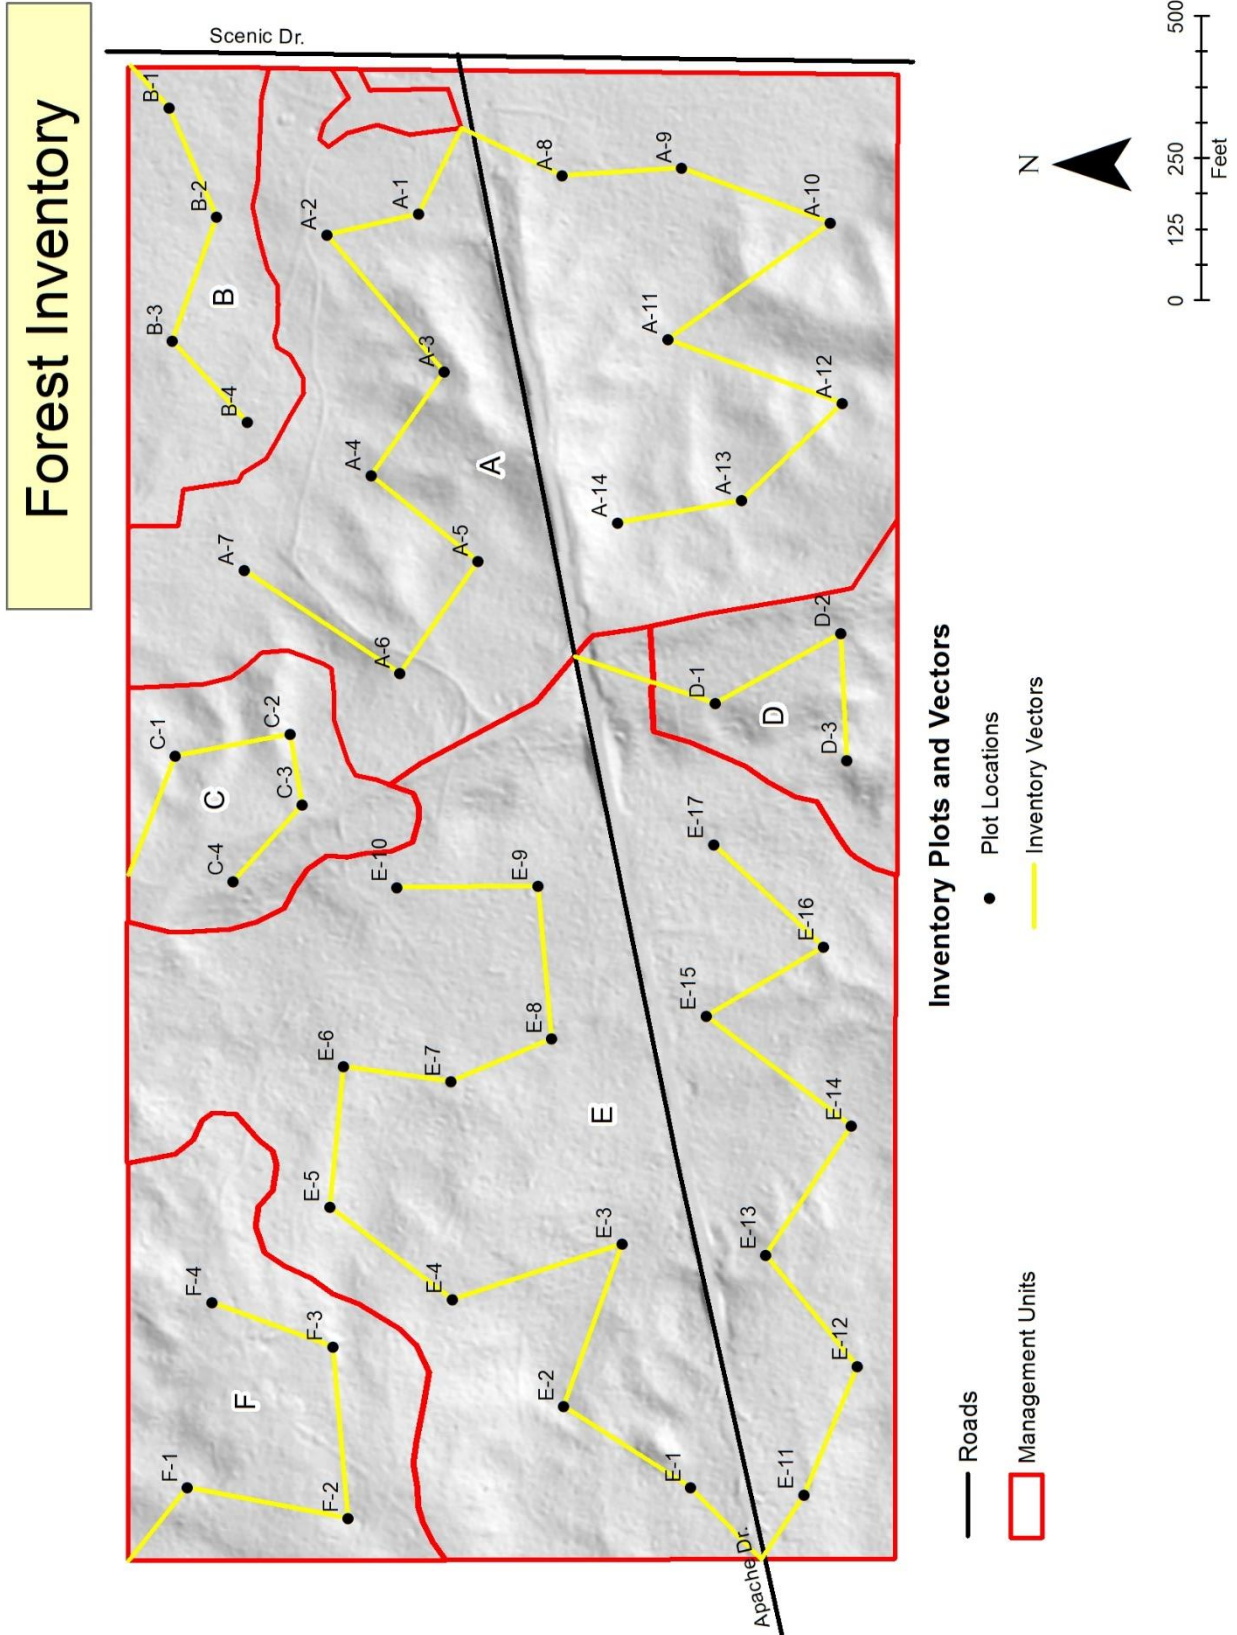 Forest Inventory
Scenic Dr.
B-1
B-2
B-3
B
B-4
A-2
A-1
A-8
A-9
A-10
A-3
A-4
A
A-11
A-12
A-5
A-14
A-13
A-7
A-6
D-2
D-1
D
D-3
C-1
C-2
C
C-3
C-4
E-10
E-9
E-17
E-16
E-15
E-8
E-6
E-7
E
E-14
E-5
E-13
E-3
E-4
F-4
F-3
F
E-12
E-2
F-1
F-2
E-1
E-11
Apache Dr.
Inventory Plots and Vectors
Plot Locations
Inventory Vectors
Roads
Management Units
N
0 125 250 500
Feet